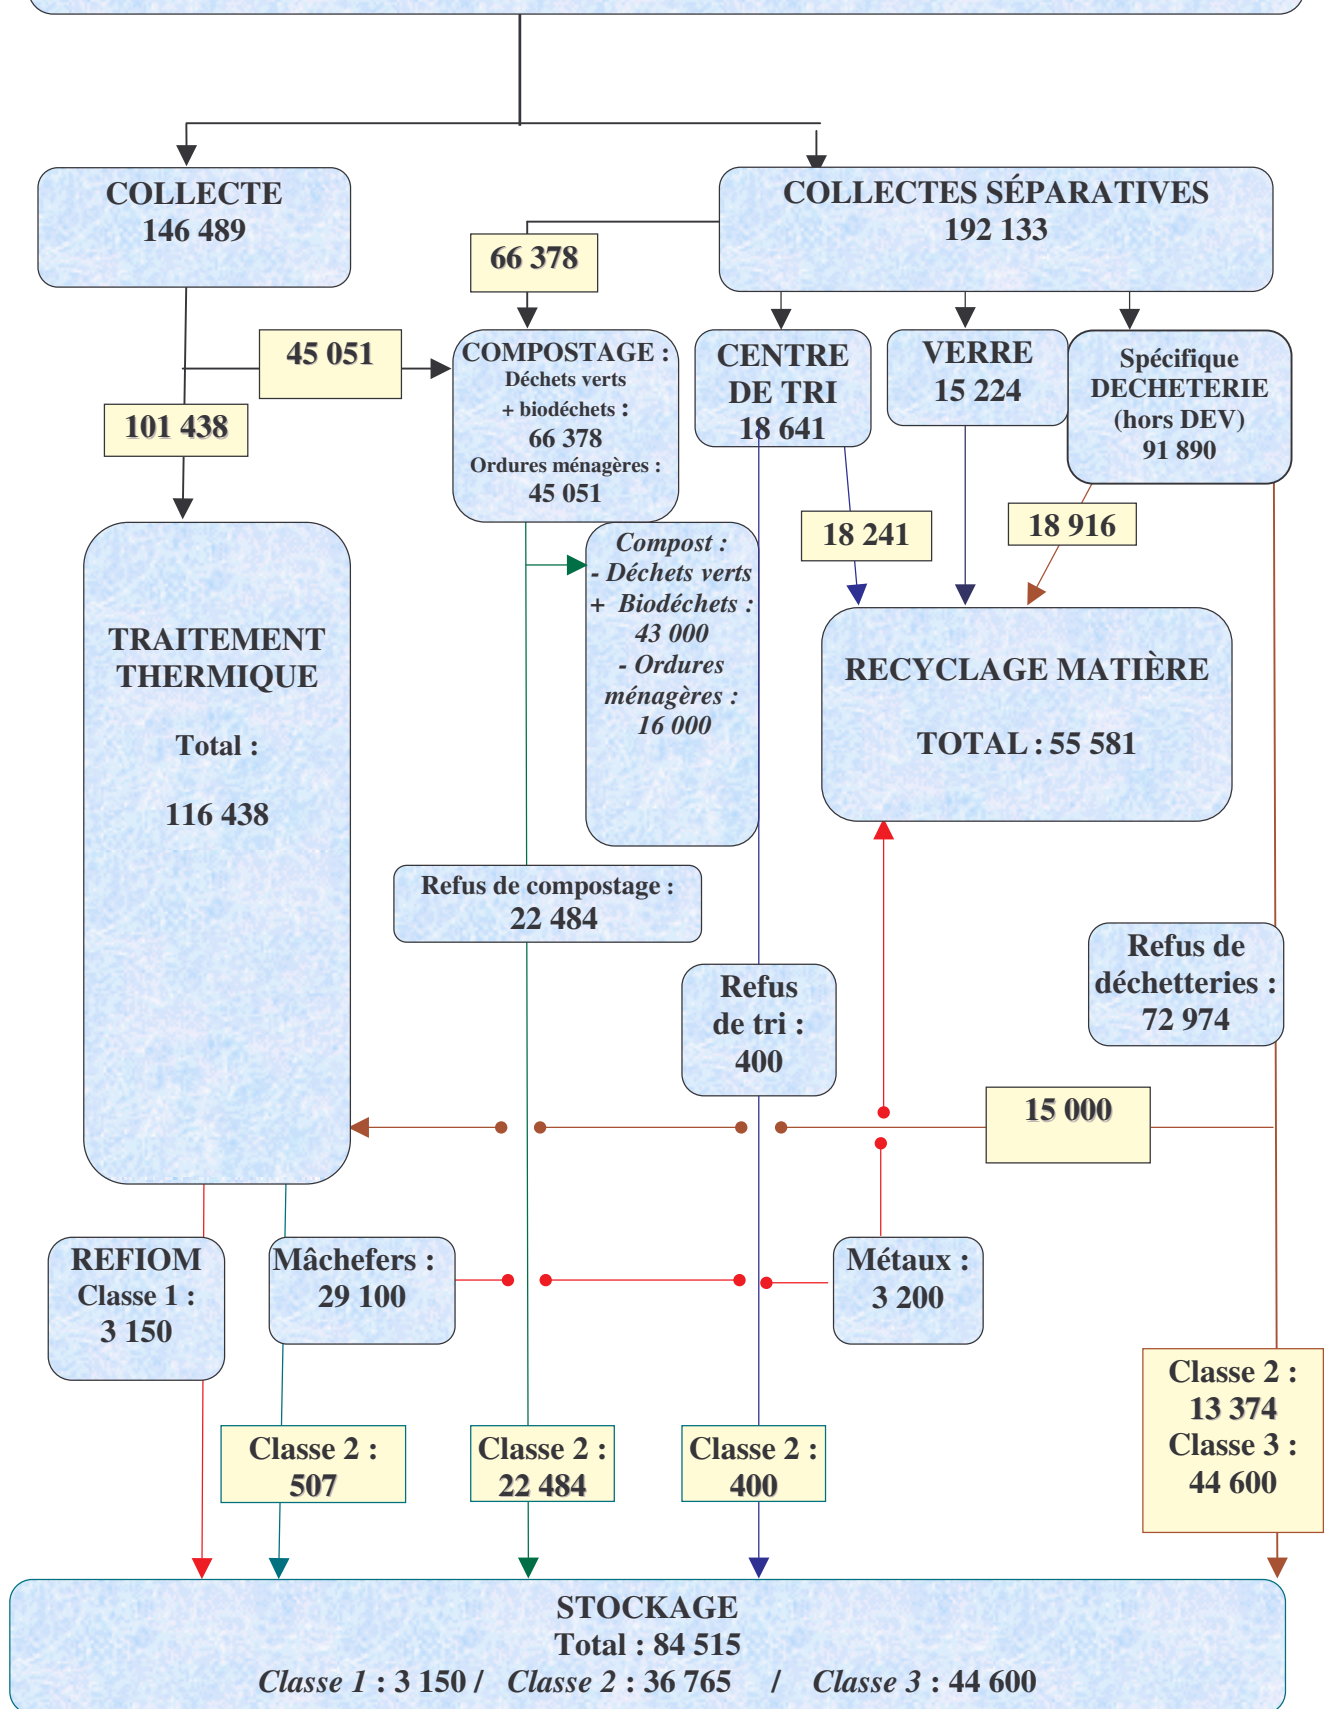 COLLECTE
146 489
COLLECTES SÉPARATIVES
192 133
66 378
45 051
101 438
COMPOSTAGE :
Déchets verts
+ biodéchets :
66 378
Ordures ménagères :
45 051
CENTRE
DE TRI
18 641
VERRE
15 224
Spécifique
DECHETERIE
(hors DEV)
91 890
18 241
18 916
Compost :
- Déchets verts
+ Biodéchets :
43 000
- Ordures
ménagères :
16 000
TRAITEMENT
THERMIQUE
Total :
116 438
RECYCLAGE MATIÈRE
TOTAL : 55 581
Refus de compostage :
22 484
Refus
de tri :
400
Refus de
déchetteries :
72 974
15 000
REFIOM
Classe 1 :
3 150
Mâchefers :
29 100
Métaux :
3 200
Classe 2 :
507
Classe 2 :
22 484
Classe 2 :
400
Classe 2 :
13 374
Classe 3 :
44 600
STOCKAGE
Total : 84 515
Classe 1 : 3 150 / Classe 2 : 36 765 / Classe 3 : 44 600